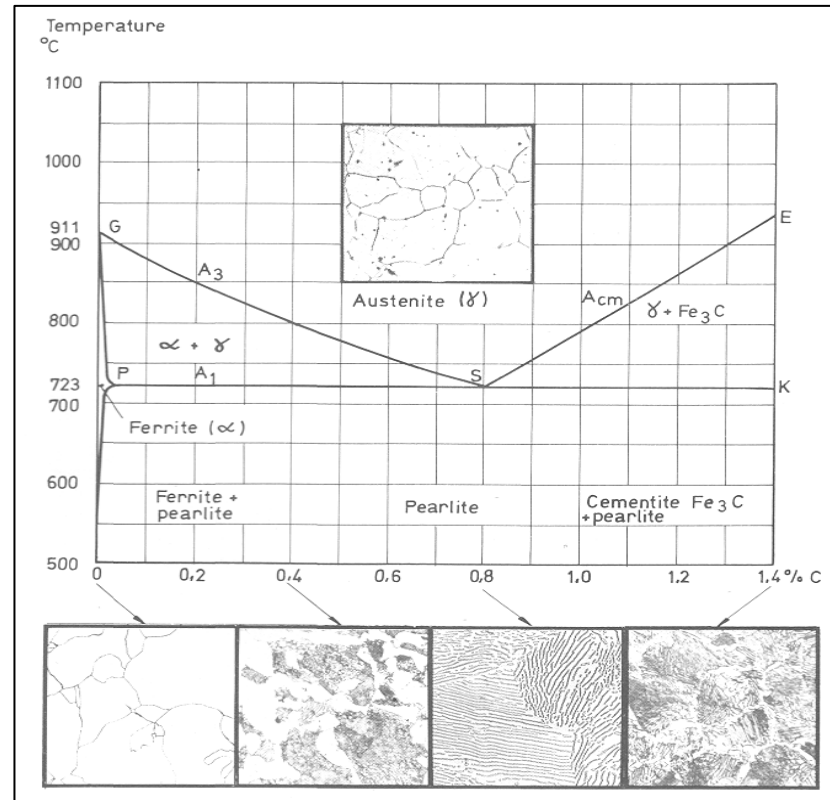 Temperature
°C
1100
1000
911
G
900
E
A3
Acm
Austenite (γ)
γ + Fe3C
800
α + γ
P
A1
S
723
K
700
Ferrite (α)
600
Ferrite +
pearlite
Pearlite
Cementite Fe3C
+pearlite
500
0
0,2
0,4
0,6
0,8
1.0
1.2
1.4 % C